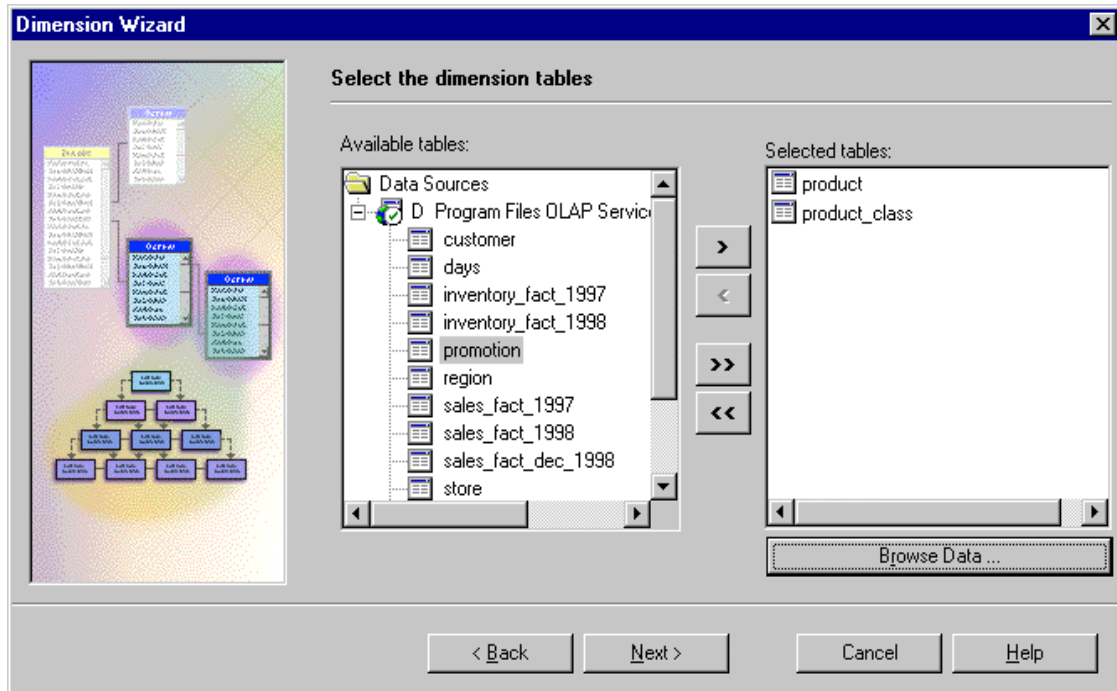 Dimension Wizard
Select the dimension tables
Available tables:
Data Sources
D Program Files OLAP Servic
customer
days
inventory_fact_1997
inventory_fact_1998
promotion
region
sales_fact_1997
sales_fact_1998
sales_fact_dec_1998
store
>
<
>>
<<
Selected tables:
product
product_class
Browse Data ...
< Back
Next >
Cancel
Help